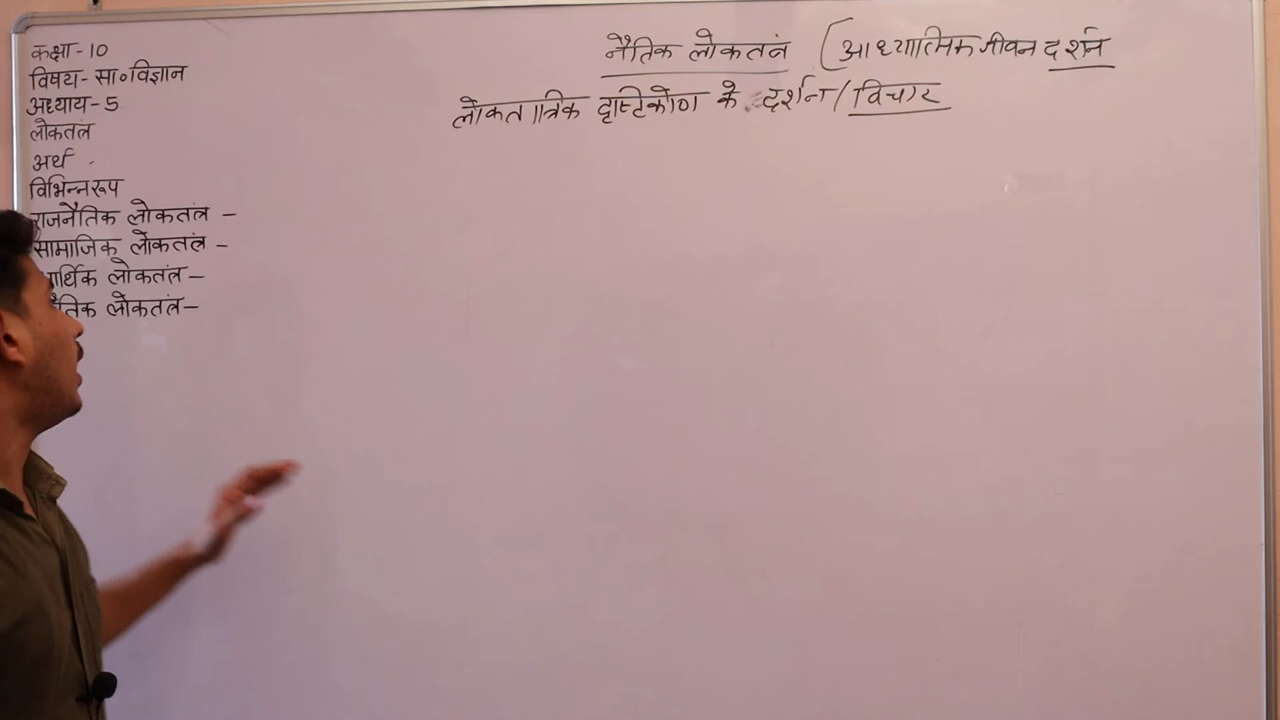 कक्षा-10
विषय- सा०विज्ञान
अध्याय-5
लोकतंत्र
अर्थ
विभिन्न रूप
राजनैतिक लोकतंत्र -
सामाजिक लोकतंत्र -
आर्थिक लोकतंत्र -
नैतिक लोकतंत्र -
नैतिक लोकतंत्र (आध्यात्मिक जीवन दर्शन
लोकतांत्रिक दृष्टिकोण के दर्शन/विचार